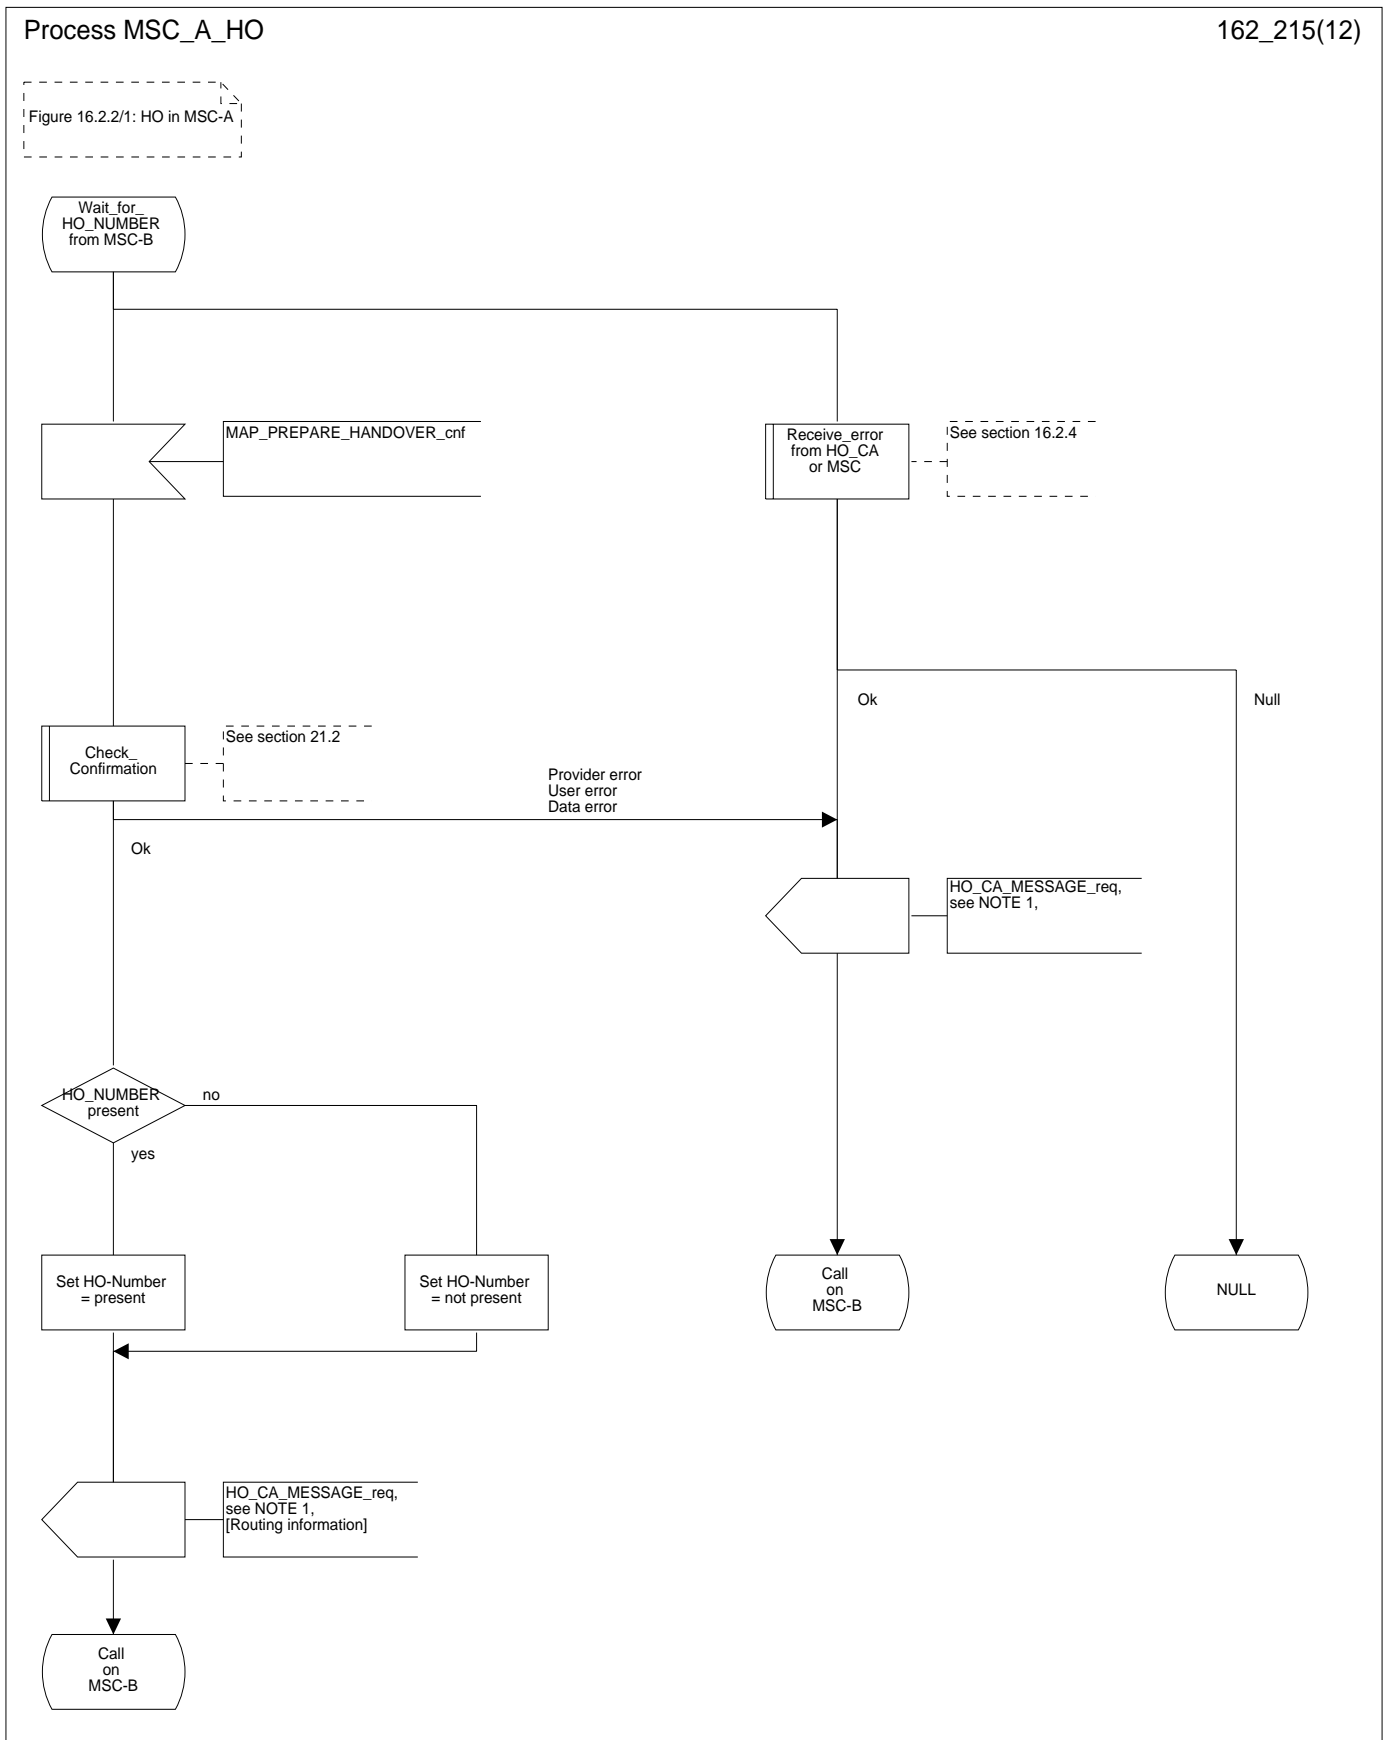 Process MSC_A_HO
162_215(12)
Figure 16.2.2/1: HO in MSC-A
Wait_for_
HO_NUMBER
from MSC-B
MAP_PREPARE_HANDOVER_cnf
Receive_error
from HO_CA
or MSC
See section 16.2.4
Ok
Null
Check_
Confirmation
See section 21.2
Provider error
User error
Data error
Ok
HO_CA_MESSAGE_req,
see NOTE 1,
HO_NUMBER
present
no
yes
Set HO-Number
= present
Set HO-Number
= not present
Call
on
MSC-B
NULL
HO_CA_MESSAGE_req,
see NOTE 1,
[Routing information]
Call
on
MSC-B